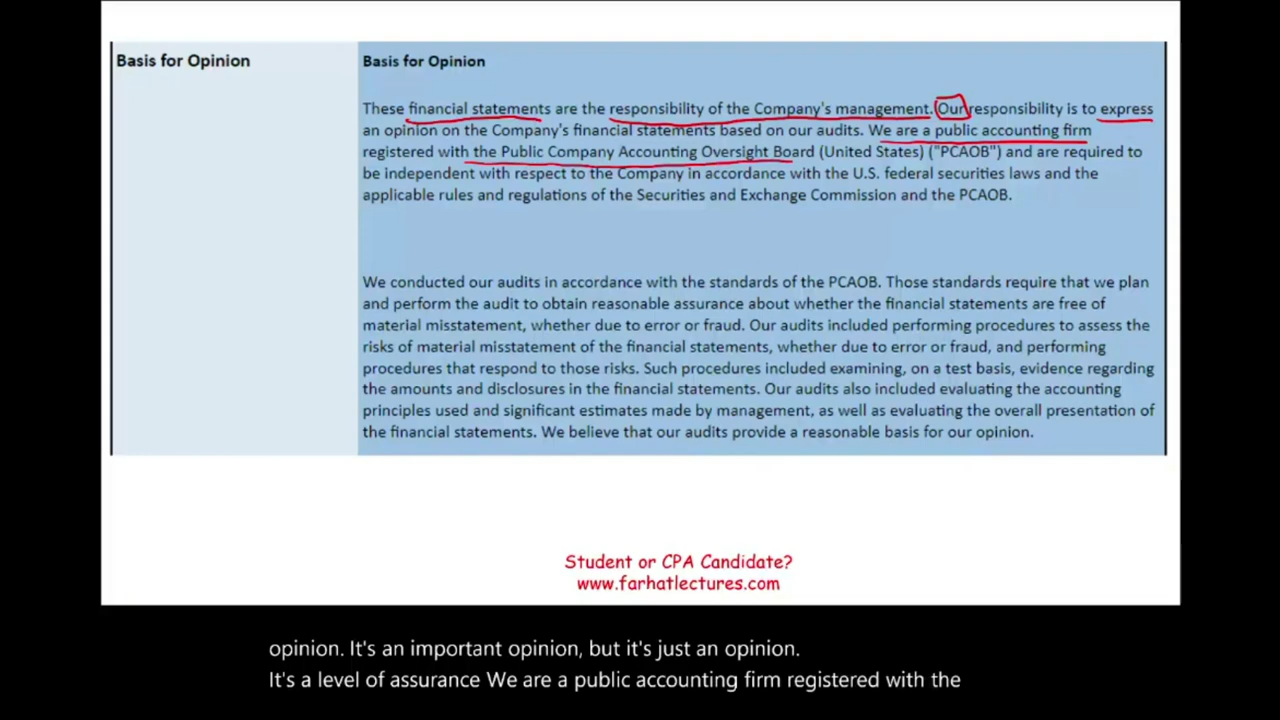 Basis for Opinion
Basis for Opinion
These financial statements are the responsibility of the Company's management. Our responsibility is to express
an opinion on the Company's financial statements based on our audits. We are a public accounting firm
registered with the Public Company Accounting Oversight Board (United States) ("PCAOB") and are required to
be independent with respect to the Company in accordance with the U.S. federal securities laws and the
applicable rules and regulations of the Securities and Exchange Commission and the PCAOB.
We conducted our audits in accordance with the standards of the PCAOB. Those standards require that we plan
and perform the audit to obtain reasonable assurance about whether the financial statements are free of
material misstatement, whether due to error or fraud. Our audits included performing procedures to assess the
risks of material misstatement of the financial statements, whether due to error or fraud, and performing
procedures that respond to those risks. Such procedures included examining, on a test basis, evidence regarding
the amounts and disclosures in the financial statements. Our audits also included evaluating the accounting
principles used and significant estimates made by management, as well as evaluating the overall presentation of
the financial statements. We believe that our audits provide a reasonable basis for our opinion.
Student or CPA Candidate?
www.farhatlectures.com
opinion. It's an important opinion, but it's just an opinion.
It's a level of assurance We are a public accounting firm registered with the